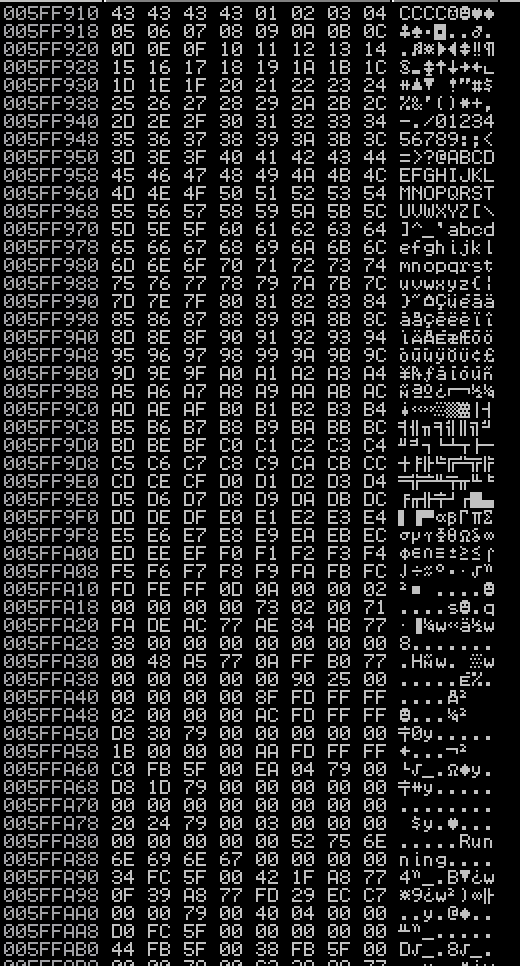 005FF910 43 43 43 43 01 02 03 04 CCCC☺☻♥♦
005FF918 05 06 07 08 09 0A 0B 0C ♣♠•◘..♂.
005FF920 0D 0E 0F 10 11 12 13 14 .♫☼►◄↕‼¶
005FF928 15 16 17 18 19 1A 1B 1C §▬↨↑↓→←∟
005FF930 1D 1E 1F 20 21 22 23 24 ↔▲▼ !"#$
005FF938 25 26 27 28 29 2A 2B 2C %&'()*+,
005FF940 2D 2E 2F 30 31 32 33 34 -./01234
005FF948 35 36 37 38 39 3A 3B 3C 56789:;<
005FF950 3D 3E 3F 40 41 42 43 44 =>?@ABCD
005FF958 45 46 47 48 49 4A 4B 4C EFGHIJKL
005FF960 4D 4E 4F 50 51 52 53 54 MNOPQRST
005FF968 55 56 57 58 59 5A 5B 5C UVWXYZ[\
005FF970 5D 5E 5F 60 61 62 63 64 ]^_`abcd
005FF978 65 66 67 68 69 6A 6B 6C efghijkl
005FF980 6D 6E 6F 70 71 72 73 74 mnopqrst
005FF988 75 76 77 78 79 7A 7B 7C uvwxyz{|
005FF990 7D 7E 7F 80 81 82 83 84 }~⌂Çüéâä
005FF998 85 86 87 88 89 8A 8B 8C àåçêëèïî
005FF9A0 8D 8E 8F 90 91 92 93 94 ìÄÅÉæÆôö
005FF9A8 95 96 97 98 99 9A 9B 9C òûùÿÖÜ¢£
005FF9B0 9D 9E 9F A0 A1 A2 A3 A4 ¥₧ƒáíóúñ
005FF9B8 A5 A6 A7 A8 A9 AA AB AC Ñªº¿⌐¬½¼
005FF9C0 AD AE AF B0 B1 B2 B3 B4 ¡«»░▒▓│┤
005FF9C8 B5 B6 B7 B8 B9 BA BB BC ╡╢╖╕╣║╗╝
005FF9D0 BD BE BF C0 C1 C2 C3 C4 ╜╛┐└┴┬├─
005FF9D8 C5 C6 C7 C8 C9 CA CB CC ┼╞╟╚╔╩╦╠
005FF9E0 CD CE CF D0 D1 D2 D3 D4 ═╬╧╨╤╥╙╘
005FF9E8 D5 D6 D7 D8 D9 DA DB DC ╒╓╫╪┘┌█▄
005FF9F0 DD DE DF E0 E1 E2 E3 E4 ▌▐▀αßΓπΣ
005FF9F8 E5 E6 E7 E8 E9 EA EB EC σµτΦΘΩδ∞
005FFA00 ED EE EF F0 F1 F2 F3 F4 φε∩≡±≥≤⌠
005FFA08 F5 F6 F7 F8 F9 FA FB FC ⌡÷≈°∙·√ⁿ
005FFA10 FD FE FF 0D 0A 00 00 02 ²■ ....☻
005FFA18 00 00 00 00 73 02 00 71 ....s☻.q
005FFA20 FA DE AC 77 AE 84 AB 77 ·▐¼w«ä½w
005FFA28 38 00 00 00 00 00 00 00 8.......
005FFA30 00 48 A5 77 0A FF B0 77 .HÑw. ░w
005FFA38 00 00 00 00 00 90 25 00 .....É%.
005FFA40 00 00 00 00 8F FD FF FF ....Å²
005FFA48 02 00 00 00 AC FD FF FF ☻...¼²
005FFA50 D8 30 79 00 00 00 00 00 ╪0y.....
005FFA58 1B 00 00 00 AA FD FF FF ←...¬²
005FFA60 C0 FB 5F 00 EA 04 79 00 └√_.Ω♦y.
005FFA68 D8 1D 79 00 00 00 00 00 ╪↔y.....
005FFA70 00 00 00 00 00 00 00 00 ........
005FFA78 20 24 79 00 03 00 00 00  $y.♥...
005FFA80 00 00 00 00 00 52 75 6E .....Run
005FFA88 6E 69 6E 67 00 00 00 00 ning....
005FFA90 34 FC 5F 00 42 1F A8 77 4ⁿ_.B▼¿w
005FFA98 0F 39 A8 77 FD 29 EC C7 ☼9¿w²)∞╟
005FFAA0 00 00 79 00 40 04 00 00 ..y.@♦..
005FFAA8 D0 FC 5F 00 00 00 00 00 ╨ⁿ_.....
005FFAB0 44 FB 5F 00 38 FB 5F 00 D√_.8√_.